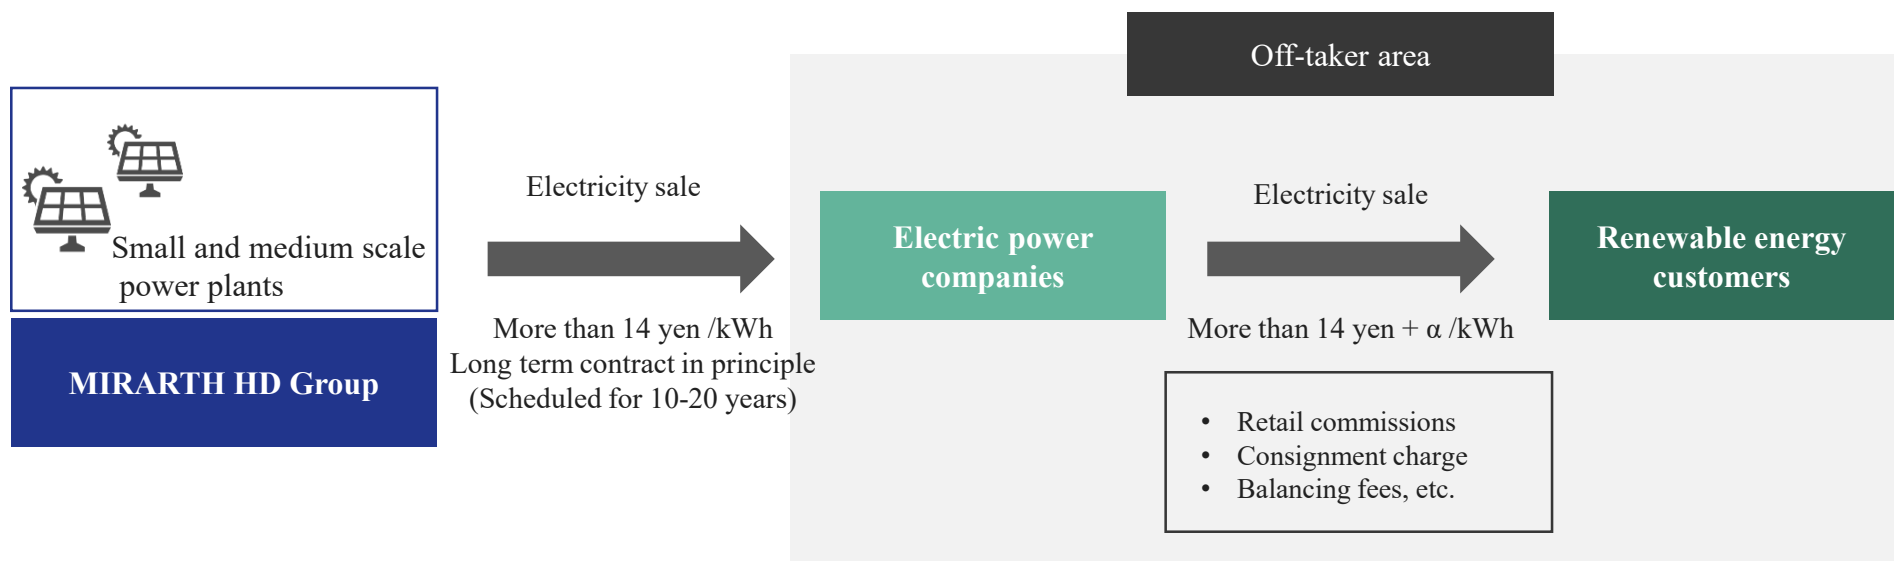 Off-taker area
Small and medium scale
power plants
MIRARTH HD Group
Electricity sale
More than 14 yen /kWh
Long term contract in principle
(Scheduled for 10-20 years)
Electric power
companies
Electricity sale
More than 14 yen + α /kWh
• Retail commissions
• Consignment charge
• Balancing fees, etc.
Renewable energy
customers